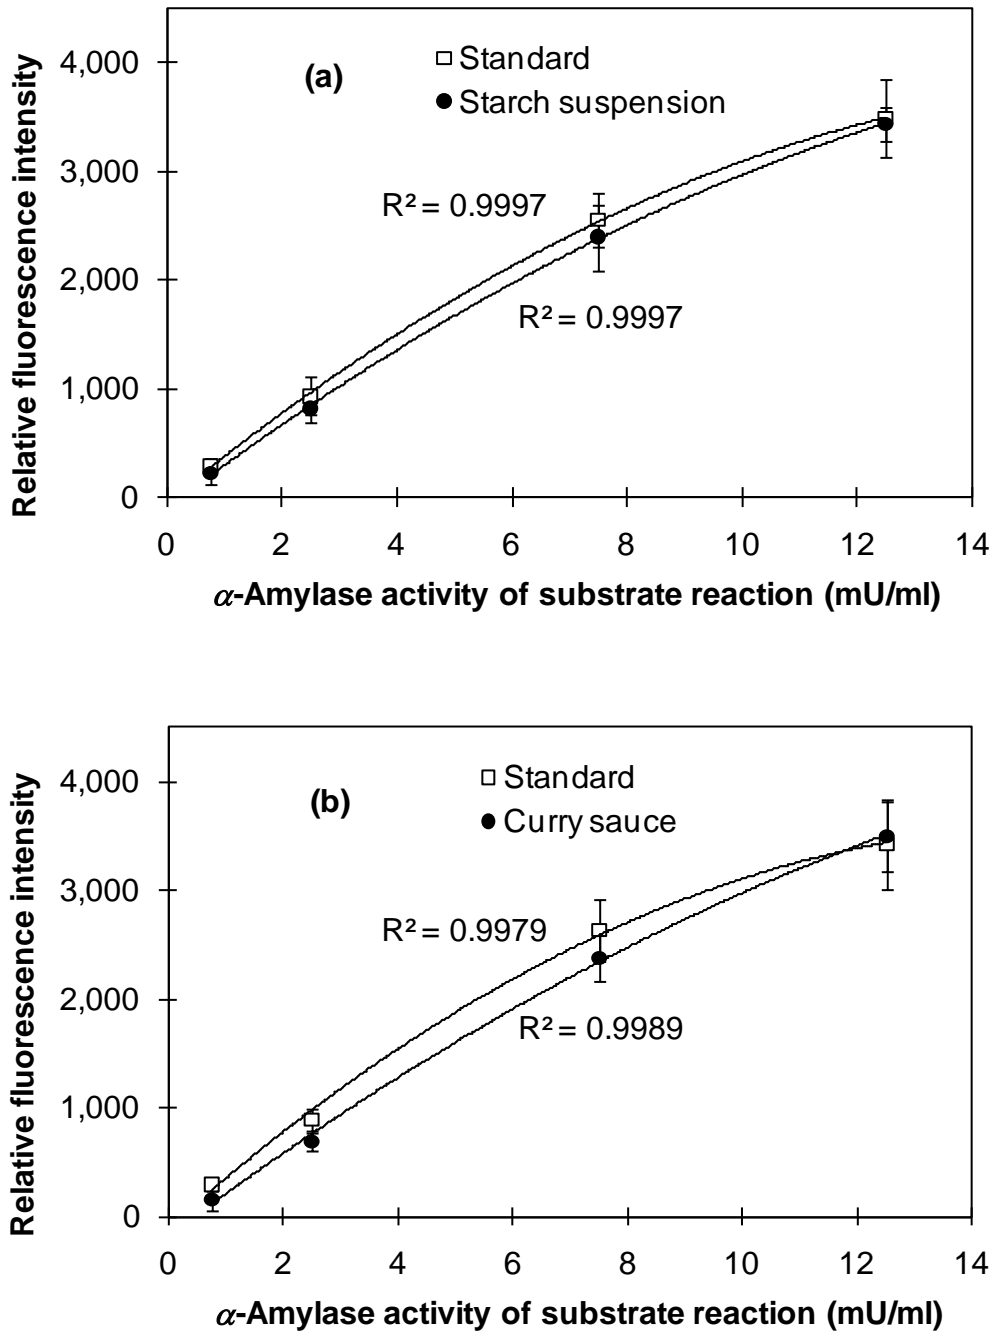 (a)
Standard
Starch suspension
4,000
3,000
2,000
1,000
0
R² = 0.9997
R² = 0.9997
Relative fluorescence intensity
0 2 4 6 8 10 12 14
α-Amylase activity of substrate reaction (mU/ml)
(b)
Standard
Curry sauce
4,000
3,000
2,000
1,000
0
R² = 0.9979
R² = 0.9989
Relative fluorescence intensity
0 2 4 6 8 10 12 14
α-Amylase activity of substrate reaction (mU/ml)